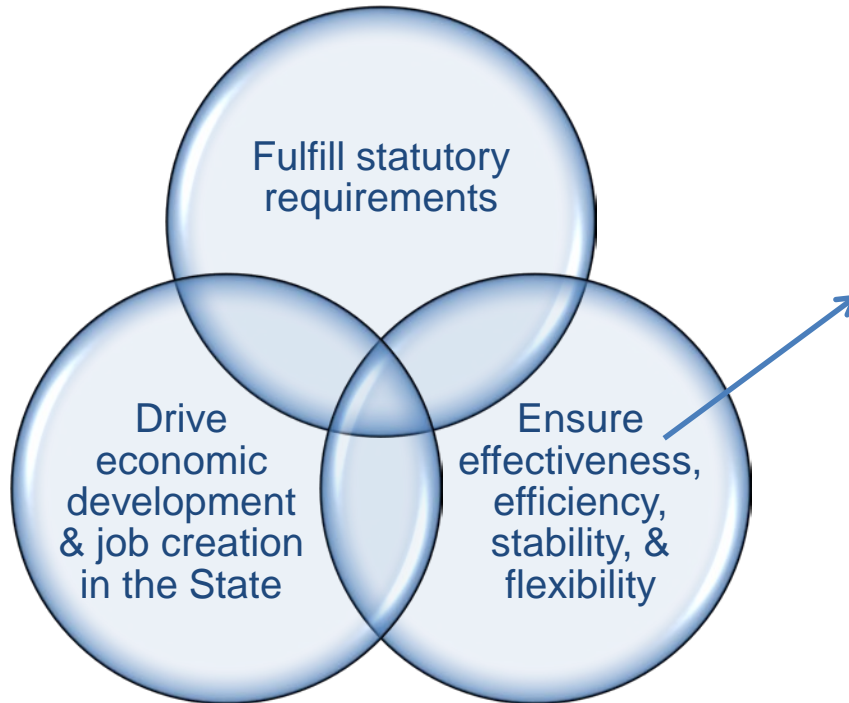 Fulfill statutory
requirements
Drive
economic
development
& job creation
in the State
Ensure
effectiveness,
efficiency,
stability, &
flexibility